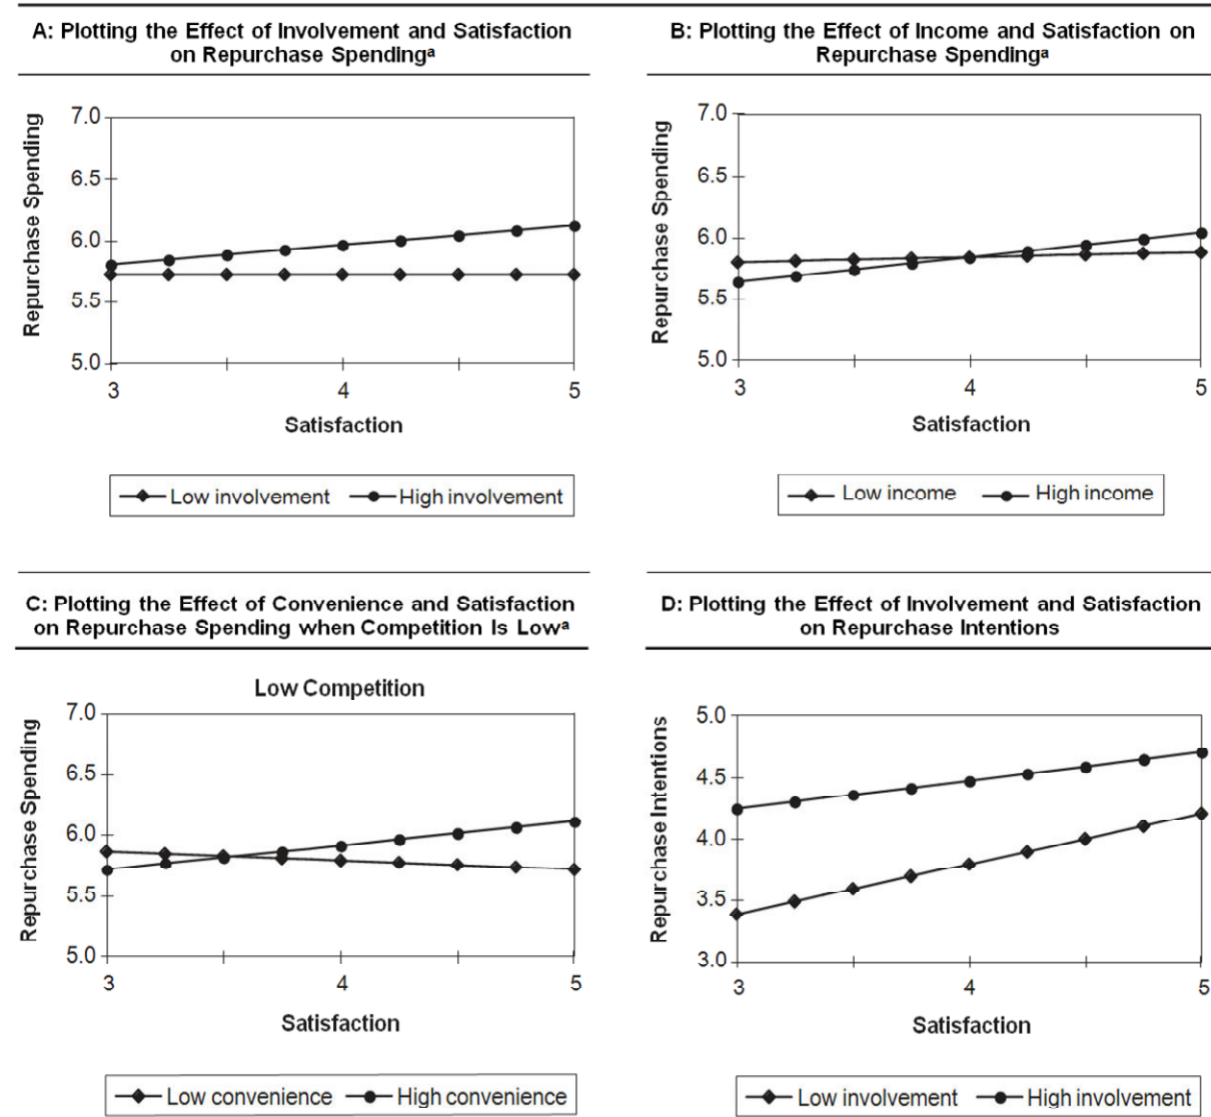 A: Plotting the Effect of Involvement and Satisfaction
on Repurchase Spendingª
7.0
6.5
6.0
5.5
5.0
Repurchase Spending
3
4
5
Satisfaction
Low involvement
High involvement
B: Plotting the Effect of Income and Satisfaction on
Repurchase Spendingª
7.0
6.5
6.0
5.5
5.0
Repurchase Spending
3
4
5
Satisfaction
Low income
High income
C: Plotting the Effect of Convenience and Satisfaction
on Repurchase Spending when Competition Is Lowª
Low Competition
7.0
6.5
6.0
5.5
5.0
Repurchase Spending
3
4
5
Satisfaction
Low convenience
High convenience
D: Plotting the Effect of Involvement and Satisfaction
on Repurchase Intentions
5.0
4.5
4.0
3.5
3.0
Repurchase Intentions
3
4
5
Satisfaction
Low involvement
High involvement